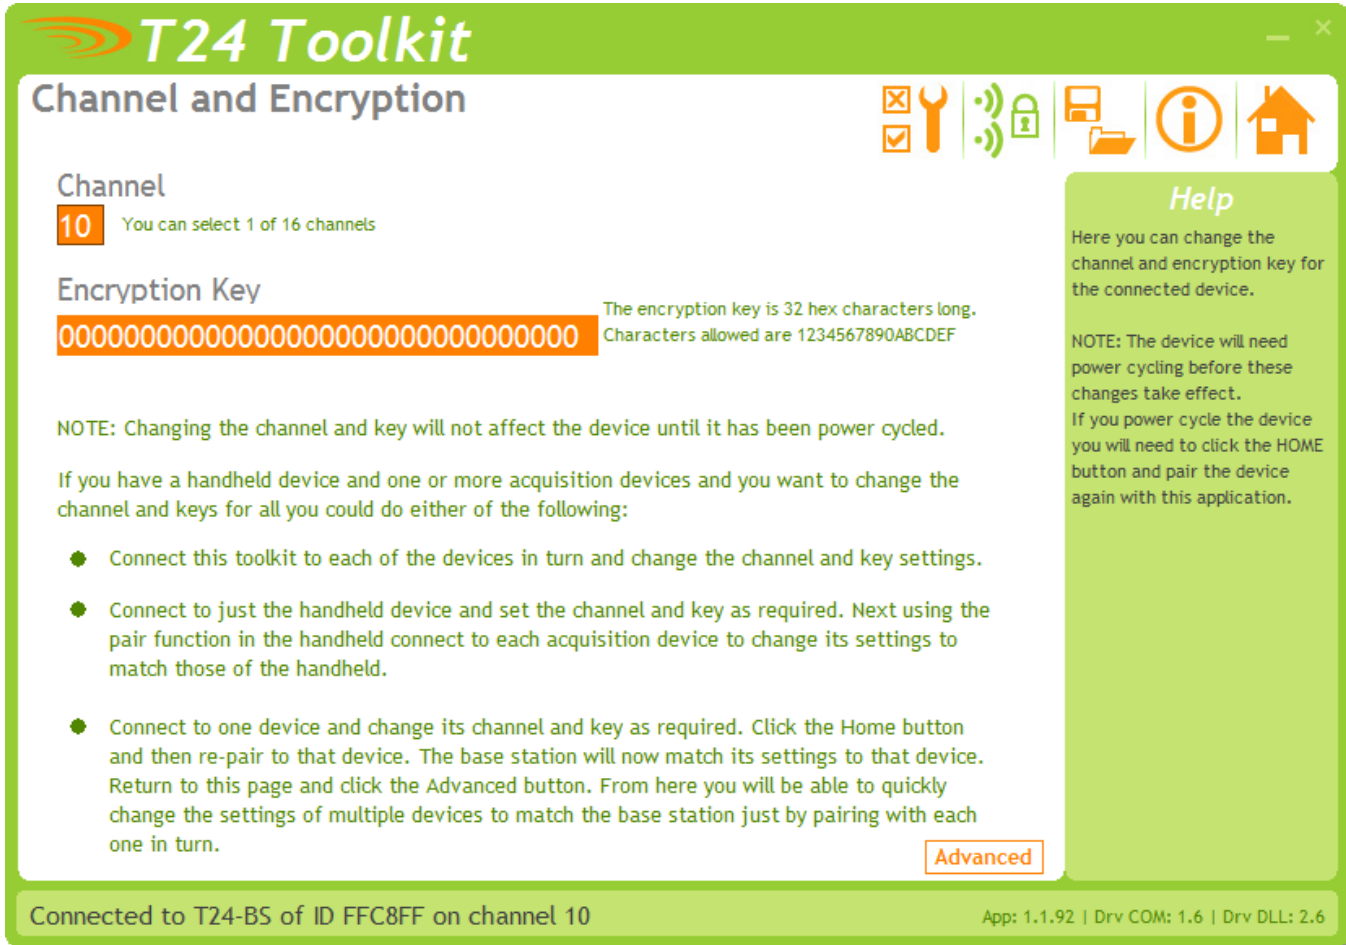 T24 Toolkit
Channel and Encryption
Channel
10
You can select 1 of 16 channels
Encryption Key
00000000000000000000000000000000
The encryption key is 32 hex characters long.
Characters allowed are 1234567890ABCDEF
NOTE: Changing the channel and key will not affect the device until it has been power cycled.
If you have a handheld device and one or more acquisition devices and you want to change the
channel and keys for all you could do either of the following:
Connect this toolkit to each of the devices in turn and change the channel and key settings.
Connect to just the handheld device and set the channel and key as required. Next using the
pair function in the handheld connect to each acquisition device to change its settings to
match those of the handheld.
Connect to one device and change its channel and key as required. Click the Home button
and then re-pair to that device. The base station will now match its settings to that device.
Return to this page and click the Advanced button. From here you will be able to quickly
change the settings of multiple devices to match the base station just by pairing with each
one in turn.
Advanced
Help
Here you can change the
channel and encryption key for
the connected device.
NOTE: The device will need
power cycling before these
changes take effect.
If you power cycle the device
you will need to click the HOME
button and pair the device
again with this application.
Connected to T24-BS of ID FFC8FF on channel 10
App: 1.1.92 | Drv COM: 1.6 | Drv DLL: 2.6